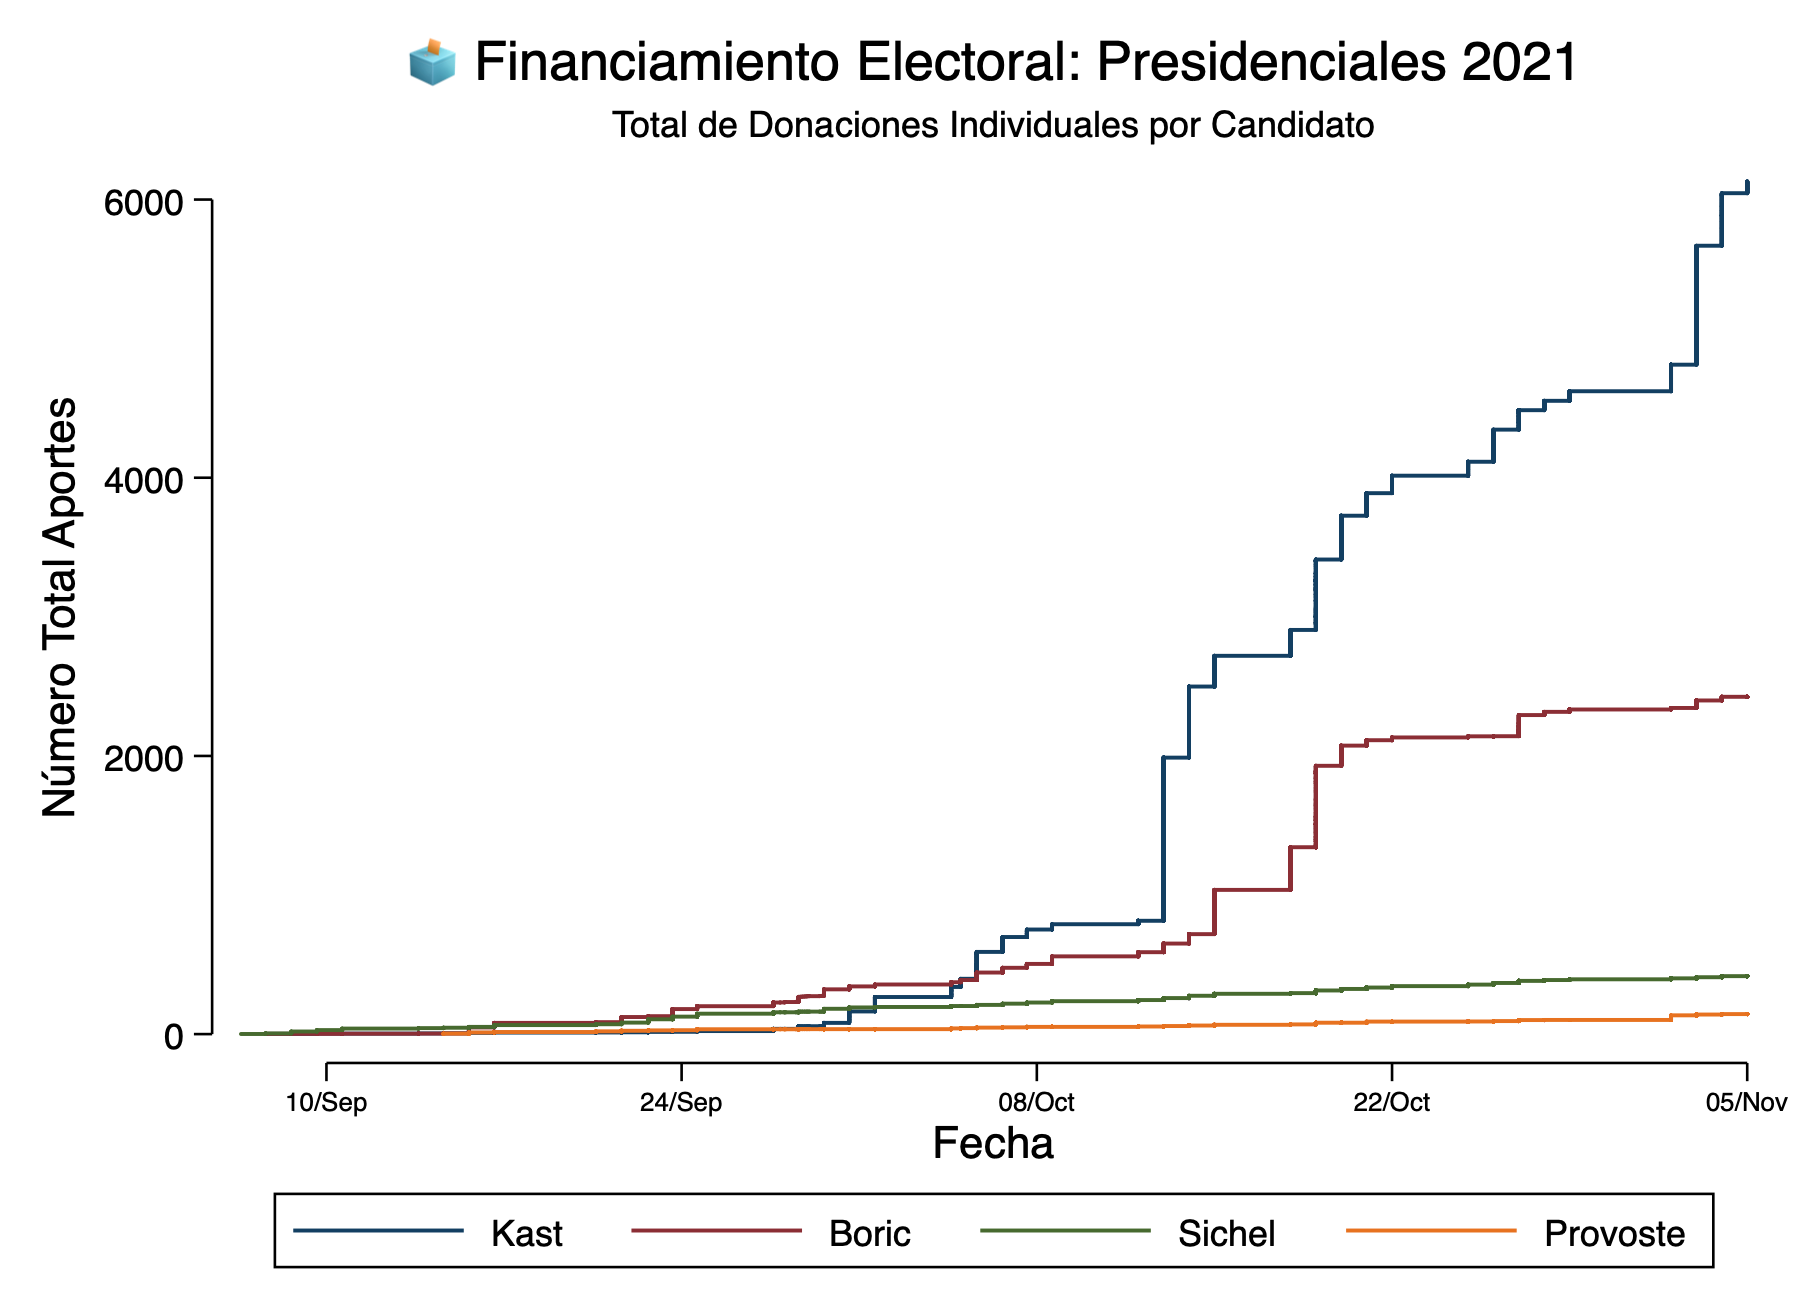 Financiamiento Electoral: Presidenciales 2021
Total de Donaciones Individuales por Candidato
Número Total Aportes
6000
4000
2000
0
10/Sep 24/Sep 08/Oct 22/Oct 05/Nov
Fecha
Kast Boric Sichel Provoste